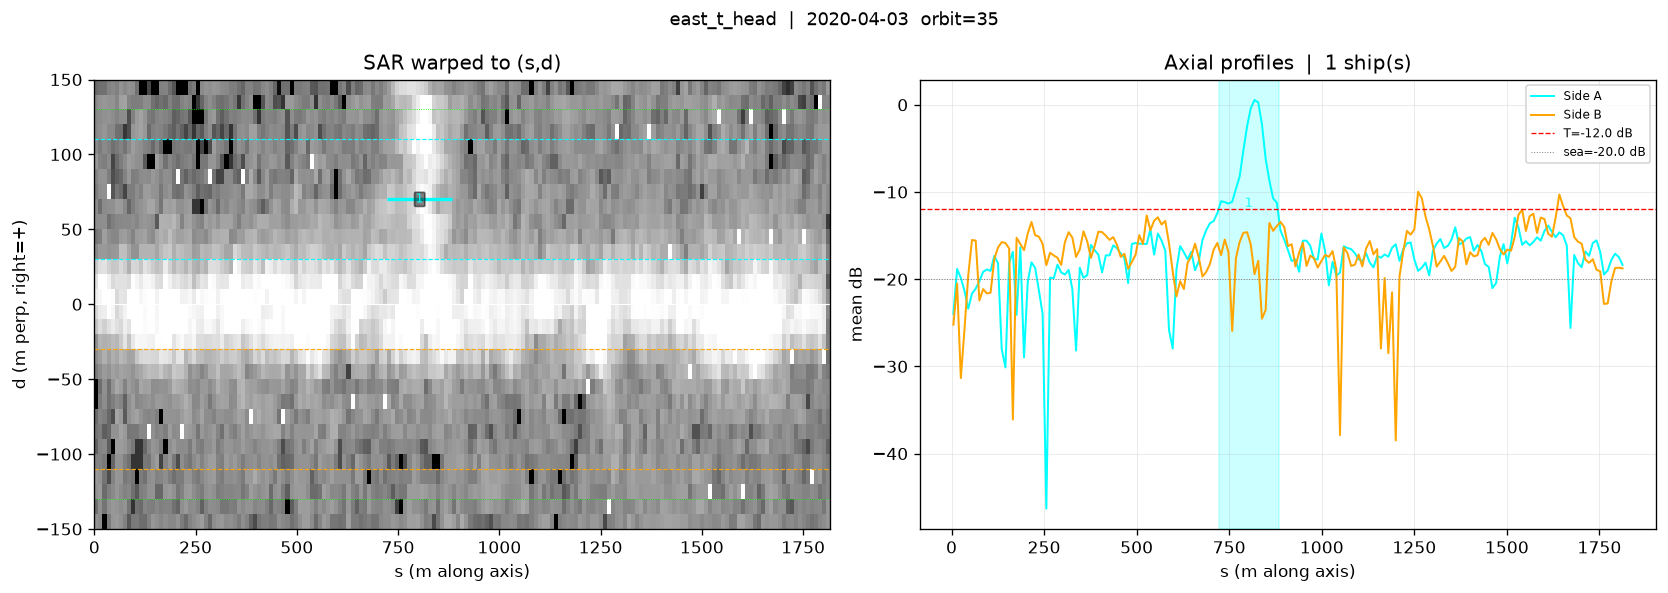 east_t_head | 2020-04-03 orbit=35
SAR warped to (s,d)
150
100
50
0
−50
−100
−150
d (m perp, right=+)
1
0
250
500
750
1000
1250
1500
1750
s (m along axis)
Axial profiles | 1 ship(s)
0
−10
−20
−30
−40
mean dB
Side A
Side B
T=-12.0 dB
sea=-20.0 dB
1
0
250
500
750
1000
1250
1500
1750
s (m along axis)